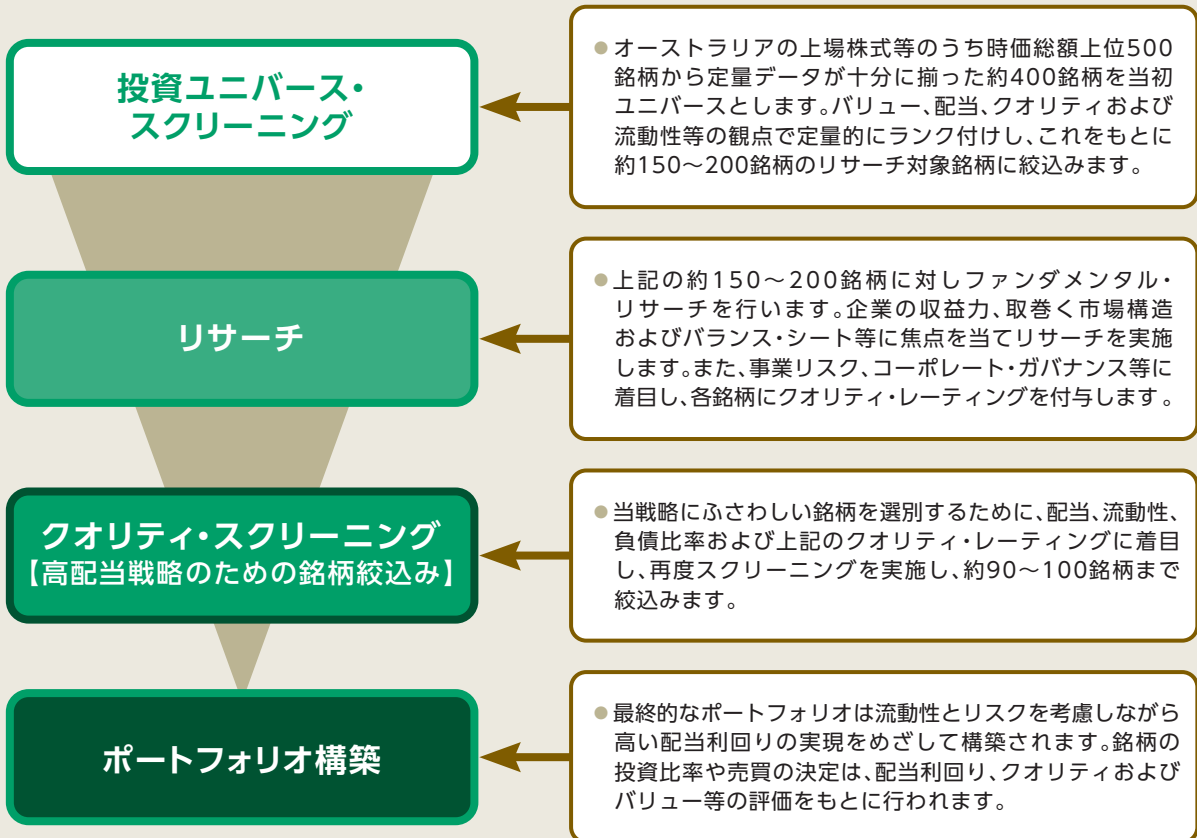 投資ユニバース・
スクリーニング
●オーストラリアの上場株式等のうち時価総額上位500
銘柄から定量データが十分に揃った約400銘柄を当初
ユニバースとします。バリュー、配当、クオリティおよび
流動性等の観点で定量的にランク付けし、これをもとに
約150～200銘柄のリサーチ対象銘柄に絞込みます。
リサーチ
●上記の約150～200銘柄に対しファンダメンタル・
リサーチを行います。企業の収益力、取巻く市場構造
およびバランス・シート等に焦点を当てリサーチを実施
します。また、事業リスク、コーポレート・ガバナンス等に
着目し、各銘柄にクオリティ・レーティングを付与します。
クオリティ・スクリーニング
【高配当戦略のための銘柄絞込み】
●当戦略にふさわしい銘柄を選別するために、配当、流動性、
負債比率および上記のクオリティ・レーティングに着目
し、再度スクリーニングを実施し、約90～100銘柄まで
絞込みます。
ポートフォリオ構築
●最終的なポートフォリオは流動性とリスクを考慮しながら
高い配当利回りの実現をめざして構築されます。銘柄の
投資比率や売買の決定は、配当利回り、クオリティおよび
バリュー等の評価をもとに行われます。